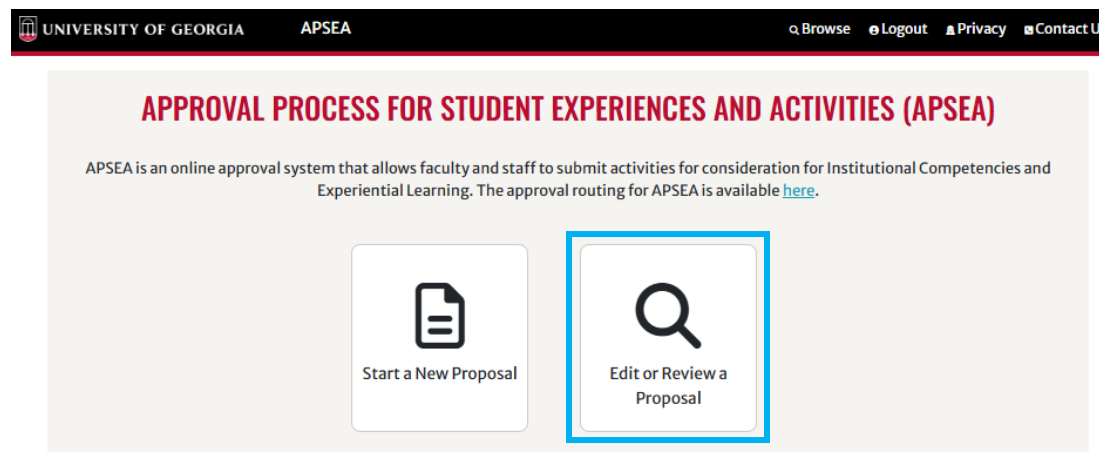 UNIVERSITY OF GEORGIA APSEA Browse Logout Privacy Contact U
APPROVAL PROCESS FOR STUDENT EXPERIENCES AND ACTIVITIES (APSEA)
APSEA is an online approval system that allows faculty and staff to submit activities for consideration for Institutional Competencies and
Experiential Learning. The approval routing for APSEA is available here.
Start a New Proposal
Edit or Review a
Proposal